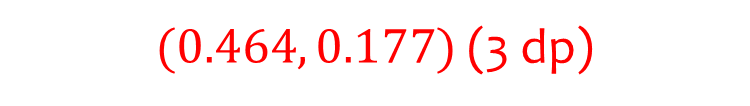 (0.464, 0.177) (3 dp)